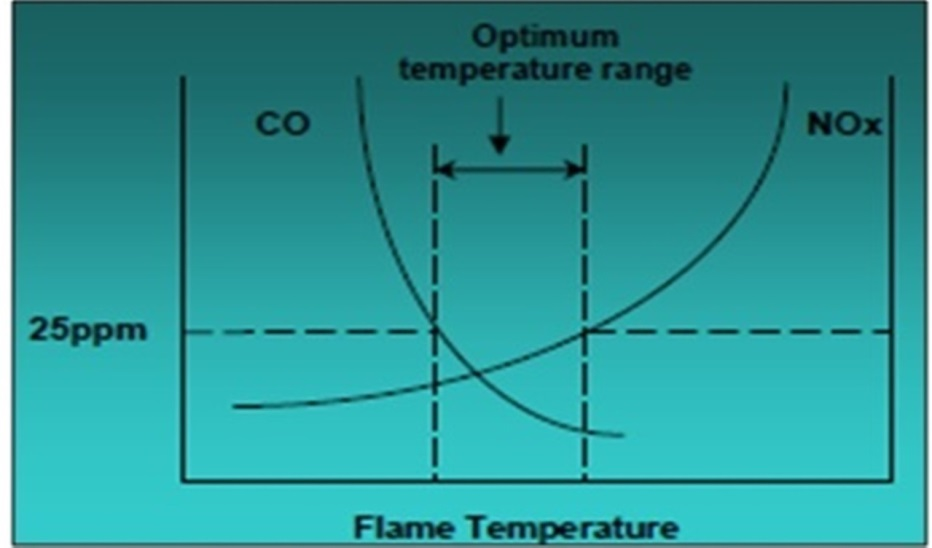 Optimum
temperature range
CO
NOx
25ppm
Flame Temperature